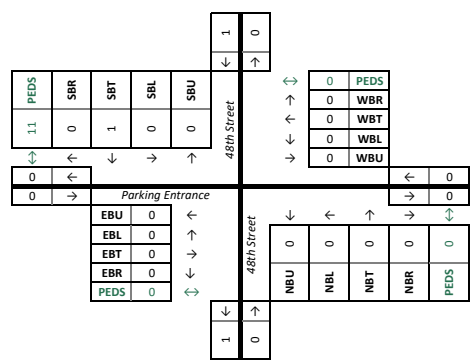 1 0
↓ ↑
48th Street
PEDS SBR SBT SBL SBU
11 0 1 0 0
↕ ← ↓ → ↑
↔ 0 PEDS
↑ 0 WBR
← 0 WBT
↓ 0 WBL
→ 0 WBU
0 ←
0 →
← 0
→ 0
Parking Entrance
EBU 0 ←
EBL 0 ↑
EBT 0 →
EBR 0 ↓
PEDS 0 ↔
48th Street
↓ ← ↑ → ↕
0 0 0 0 0
NBU NBL NBT NBR PEDS
↓ ↑
1 0